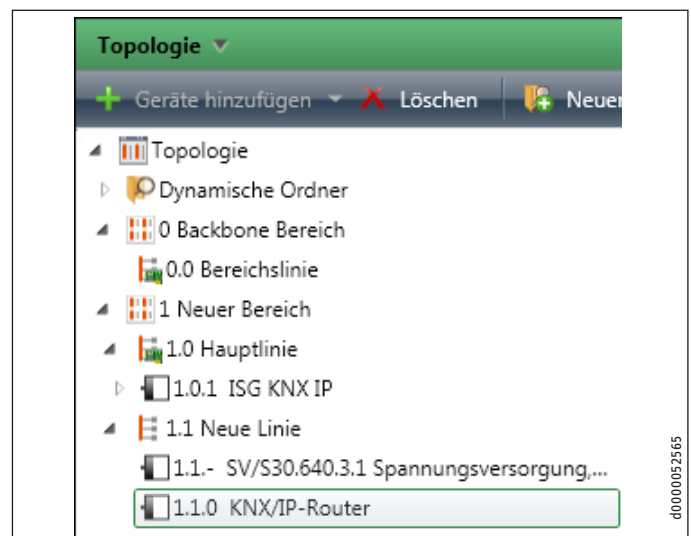 Topologie
Geräte hinzufügen Löschen Neuer
Topologie
Dynamische Ordner
0 Backbone Bereich
0.0 Bereichslinie
1 Neuer Bereich
1.0 Hauptlinie
1.0.1 ISG KNX IP
1.1 Neue Linie
1.1.- SV/S30.640.3.1 Spannungsversorgung,...
1.1.0 KNX/IP-Router
d0000052565